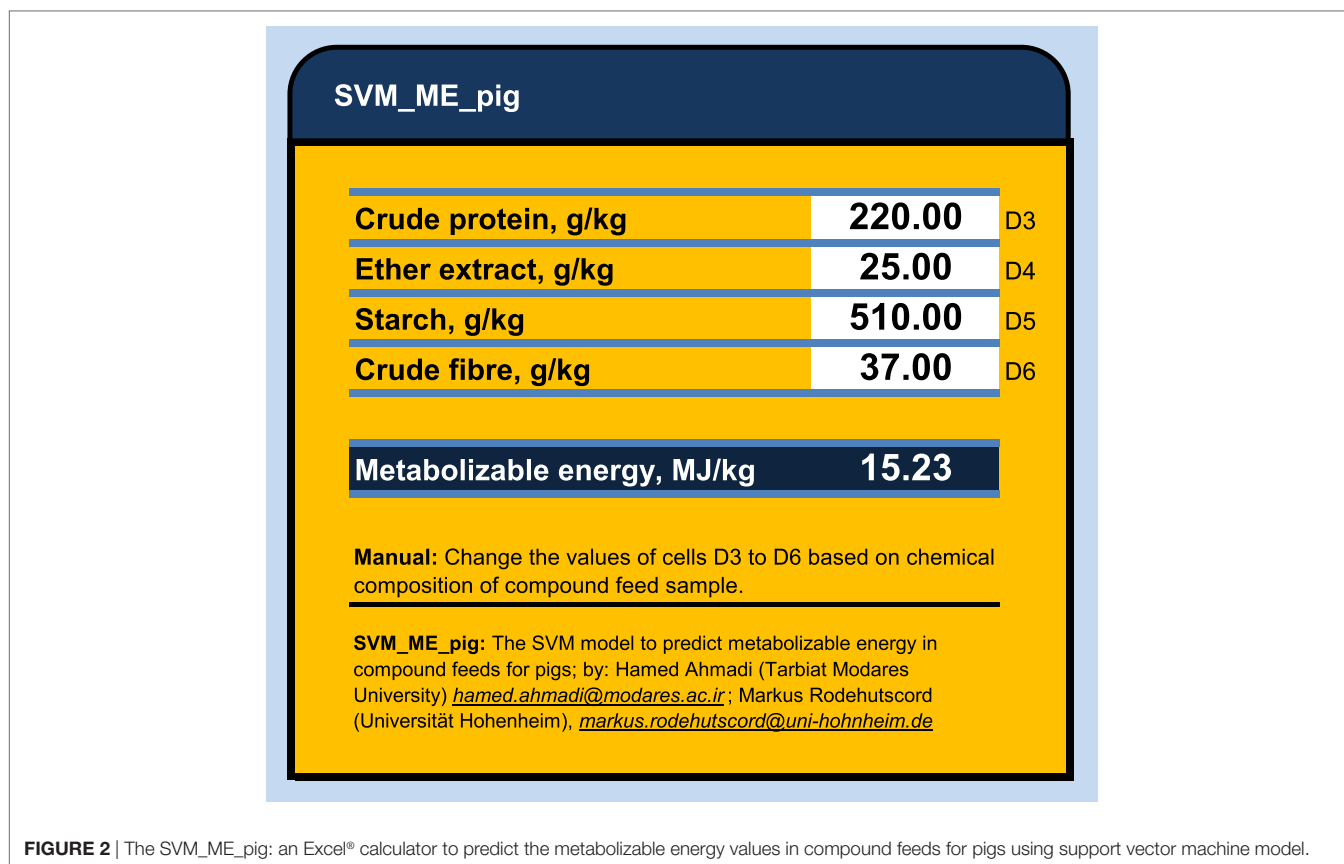 SVM_ME_pig
Crude protein, g/kg 220.00 D3
Ether extract, g/kg 25.00 D4
Starch, g/kg 510.00 D5
Crude fibre, g/kg 37.00 D6
Metabolizable energy, MJ/kg 15.23
Manual: Change the values of cells D3 to D6 based on chemical
composition of compound feed sample.
SVM_ME_pig: The SVM model to predict metabolizable energy in
compound feeds for pigs; by: Hamed Ahmadi (Tarbiat Modares
University) hamed.ahmadi@modares.ac.ir ; Markus Rodehutscord
(Universität Hohenheim), markus.rodehutscord@uni-hohnheim.de
FIGURE 2 | The SVM_ME_pig: an Excel® calculator to predict the metabolizable energy values in compound feeds for pigs using support vector machine model.